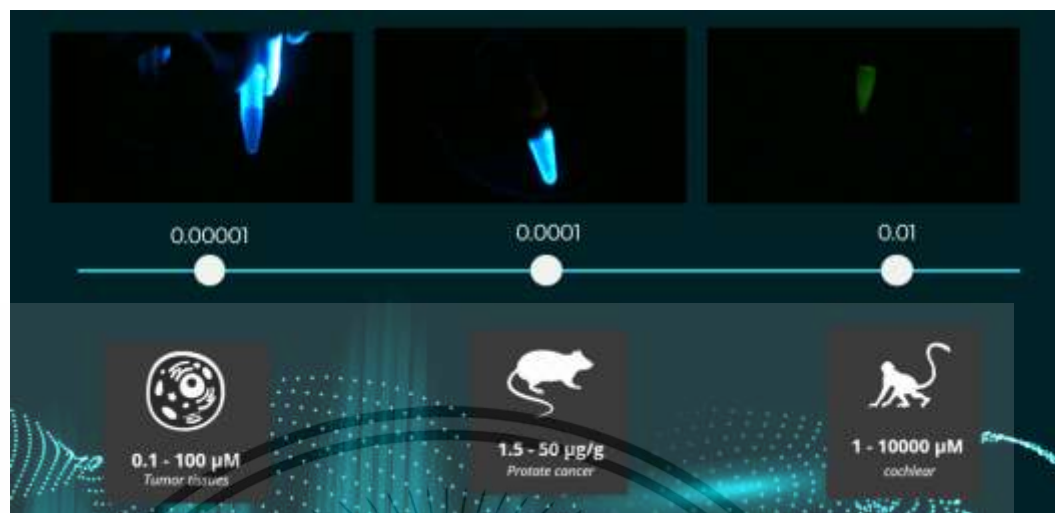 0.00001
0.0001
0.01
0.1 - 100 μM
Tumor tissues
1.5 - 50 μg/g
Protate cancer
1 - 10000 μM
cochlear